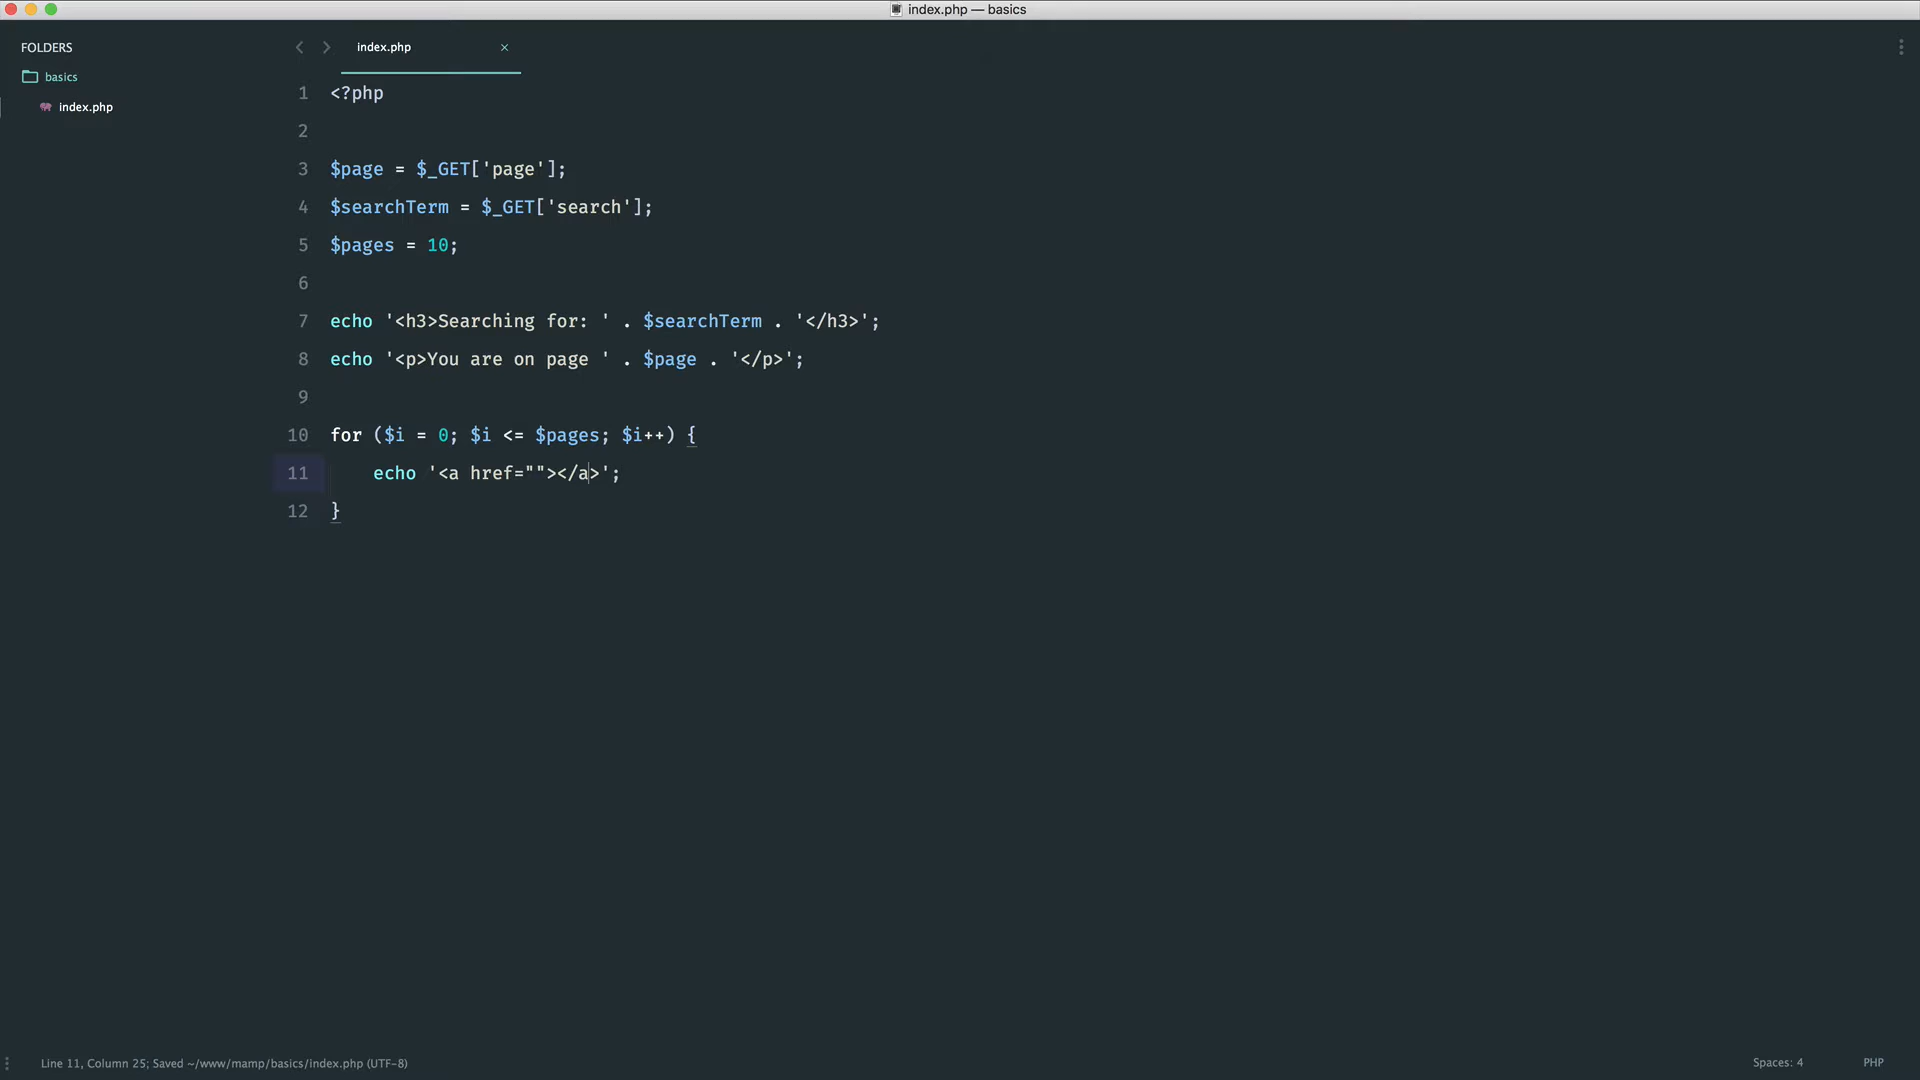 index.php — basics
FOLDERS
basics
index.php
index.php ×
1 <?php
2
3 $page = $_GET['page'];
4 $searchTerm = $_GET['search'];
5 $pages = 10;
6
7 echo '<h3>Searching for: ' . $searchTerm . '</h3>';
8 echo '<p>You are on page ' . $page . '</p>';
9
10 for ($i = 0; $i <= $pages; $i++) {
11     echo '<a href=""></a>';
12 }
Line 11, Column 25; Saved ~/www/mamp/basics/index.php (UTF-8)
Spaces: 4
PHP